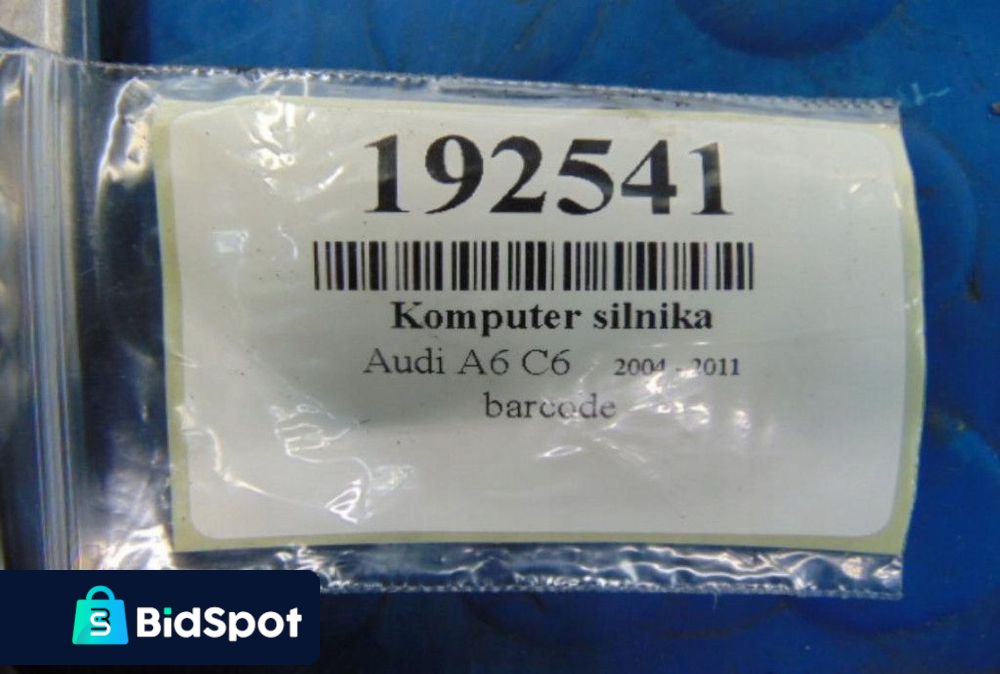 192541
Komputer silnika
Audi A6 C6 2004 - 2011
barcode
BidSpot